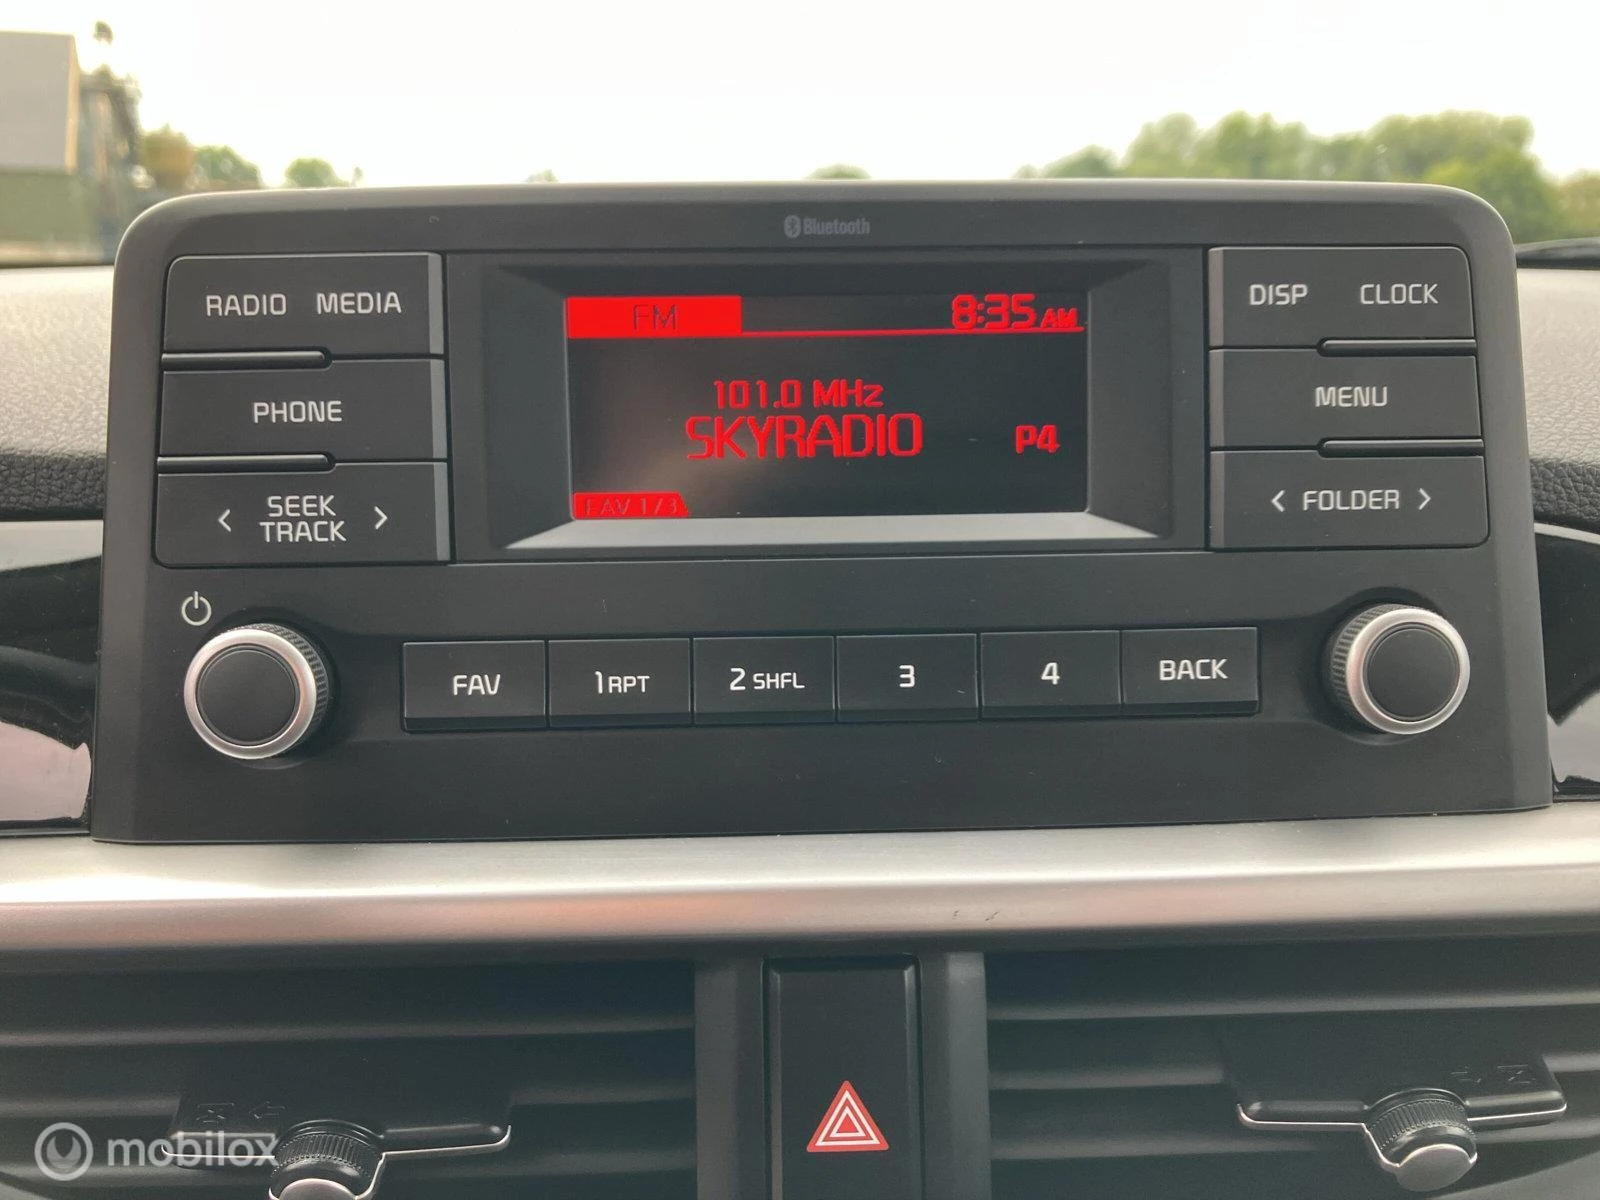 Bluetooth
RADIO MEDIA
PHONE
< SEEK TRACK >
FM 8:35 AM
101.0 MHz
SKYRADIO P4
FAV 1/3
DISP CLOCK
MENU
< FOLDER >
FAV 1 RPT 2 SHFL 3 4 BACK
mobilox